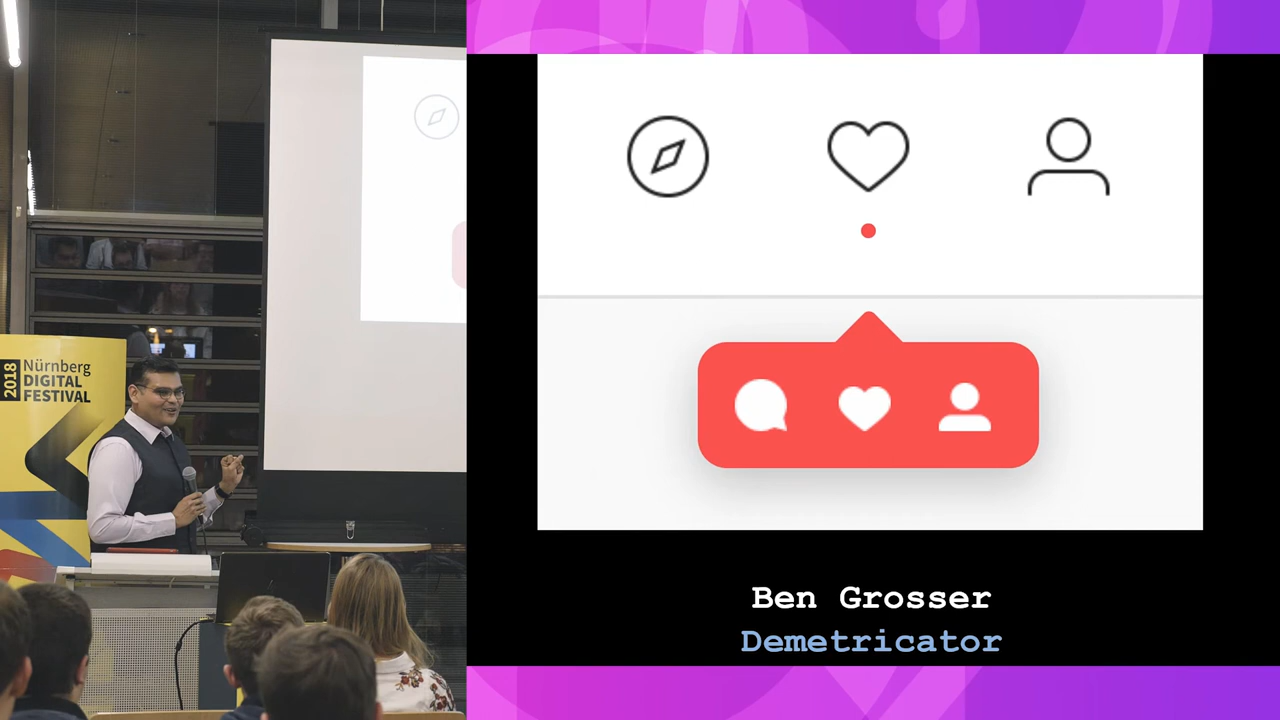 2018
Nürnberg
DIGITAL
FESTIVAL
Ben Grosser
Demetricator